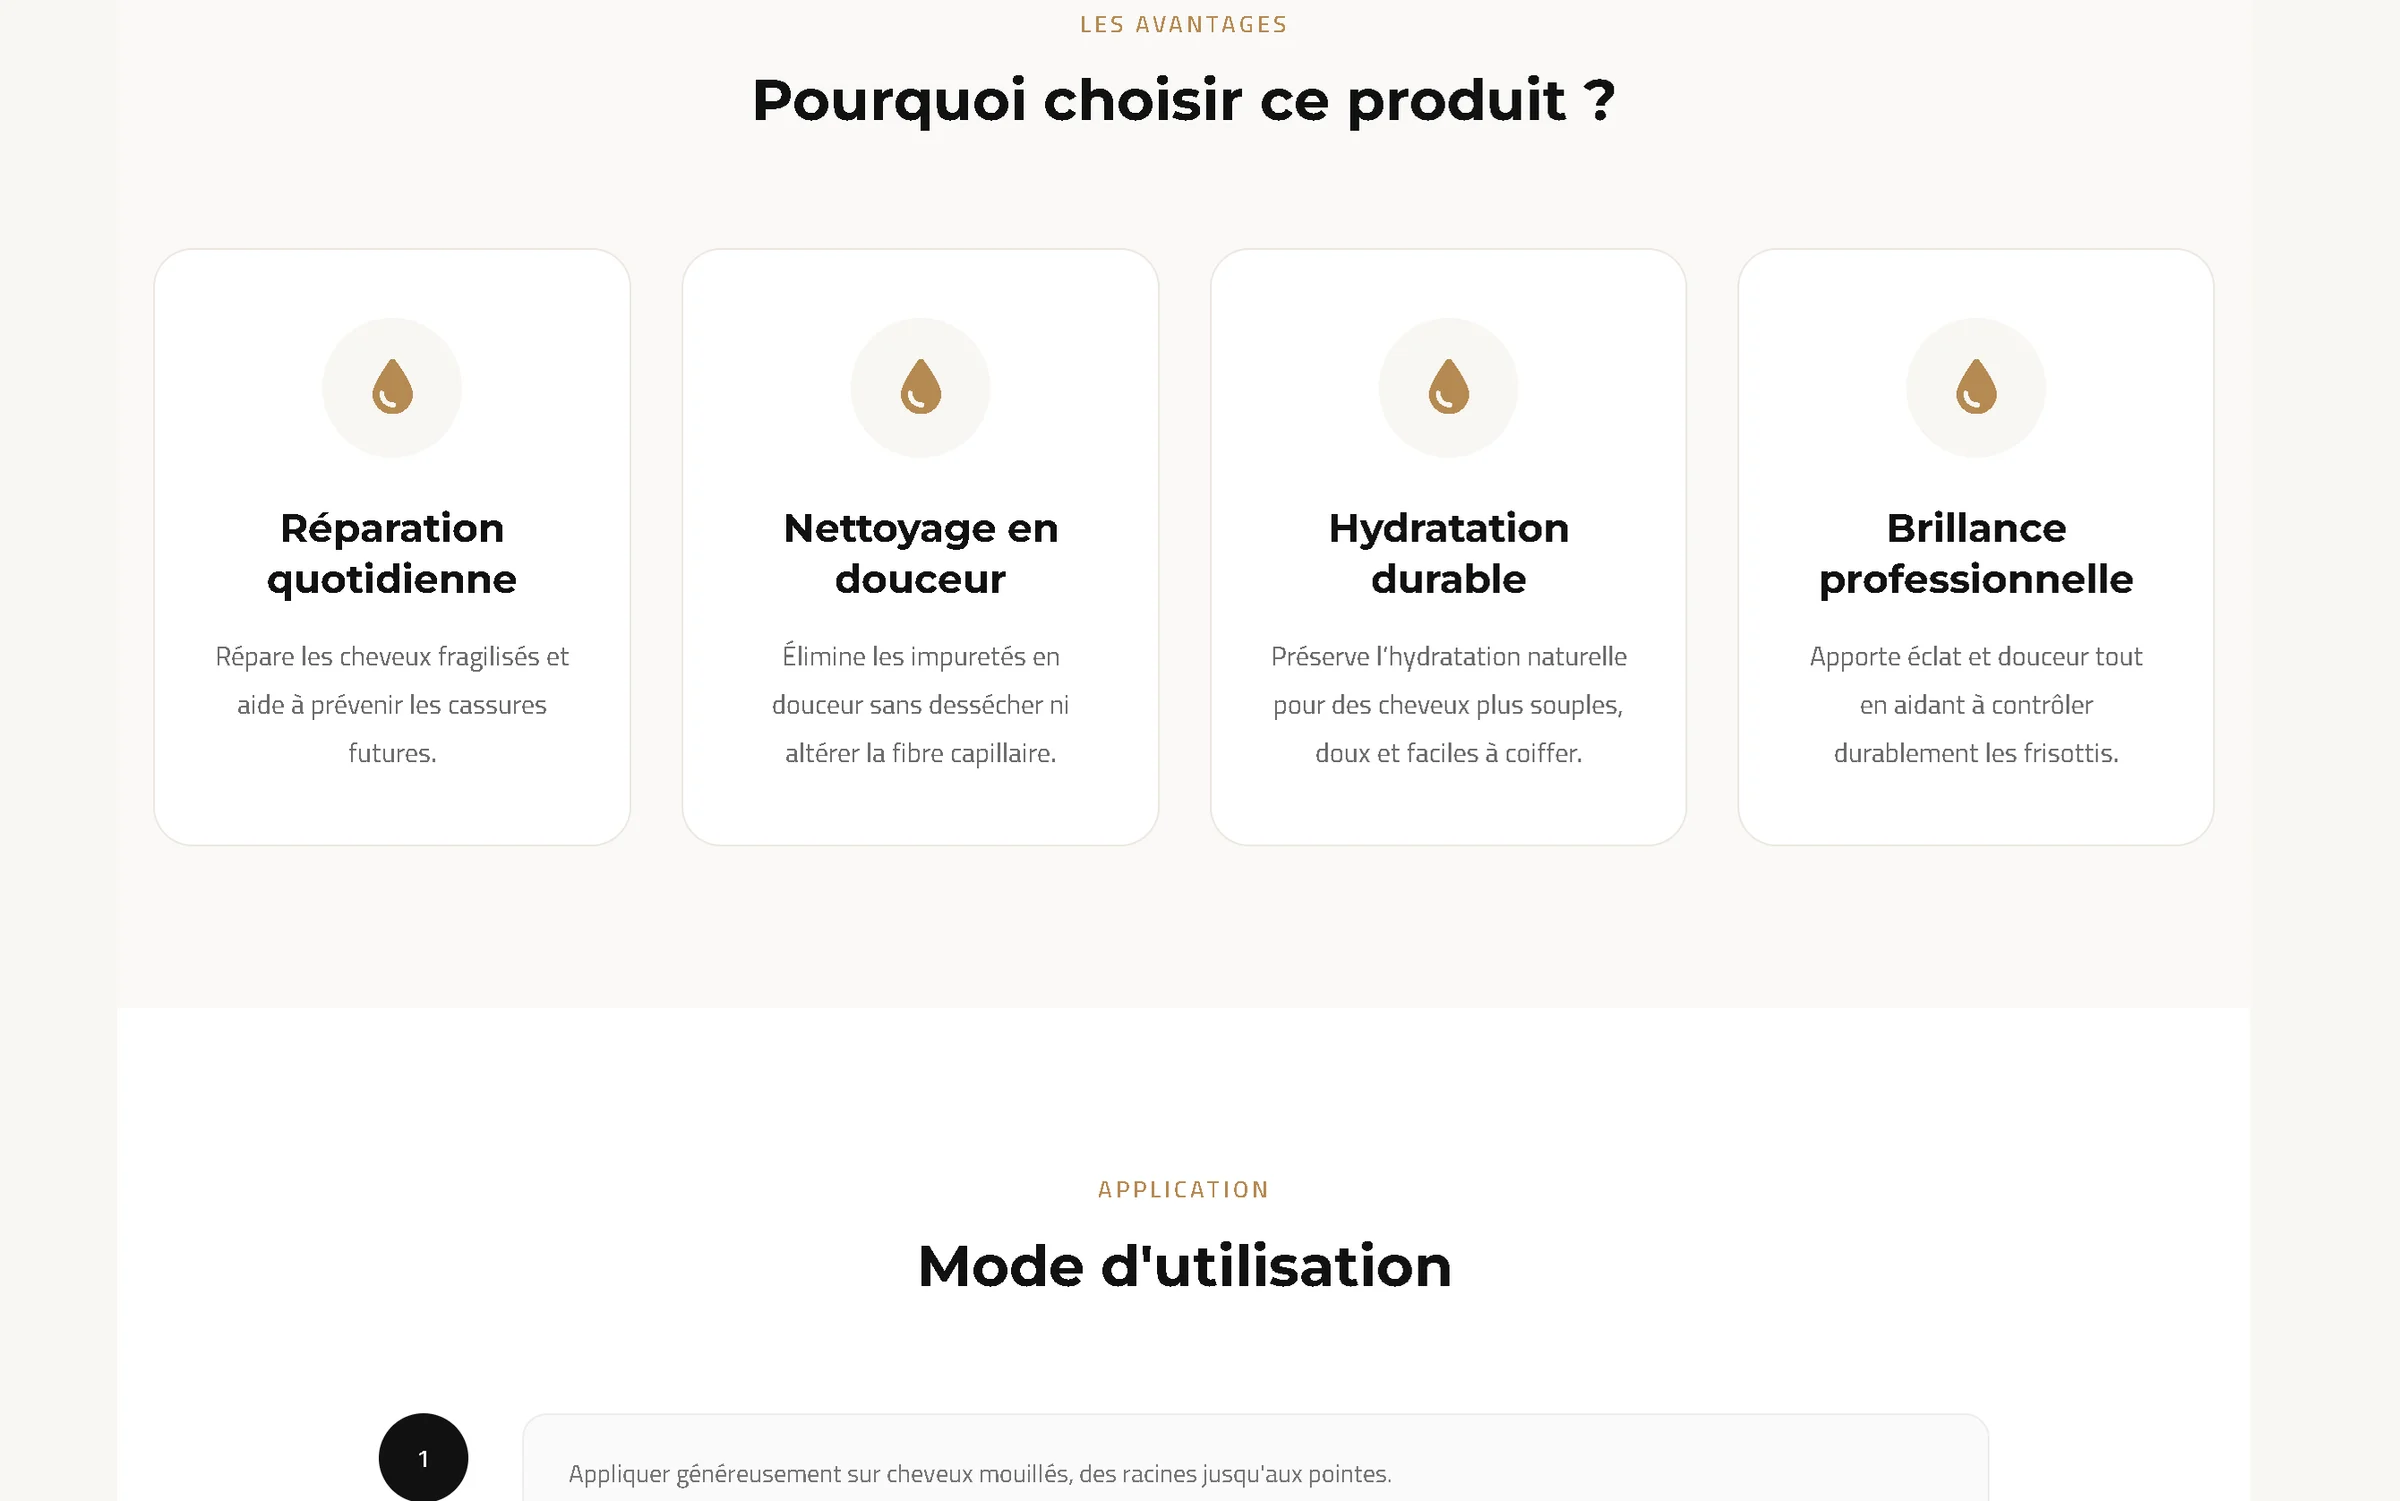 LES AVANTAGES
Pourquoi choisir ce produit ?
Réparation
quotidienne
Répare les cheveux fragilisés et
aide à prévenir les cassures
futures.
Nettoyage en
douceur
Élimine les impuretés en
douceur sans dessécher ni
altérer la fibre capillaire.
Hydratation
durable
Préserve l’hydratation naturelle
pour des cheveux plus souples,
doux et faciles à coiffer.
Brillance
professionnelle
Apporte éclat et douceur tout
en aidant à contrôler
durablement les frisottis.
APPLICATION
Mode d'utilisation
1
Appliquer généreusement sur cheveux mouillés, des racines jusqu'aux pointes.